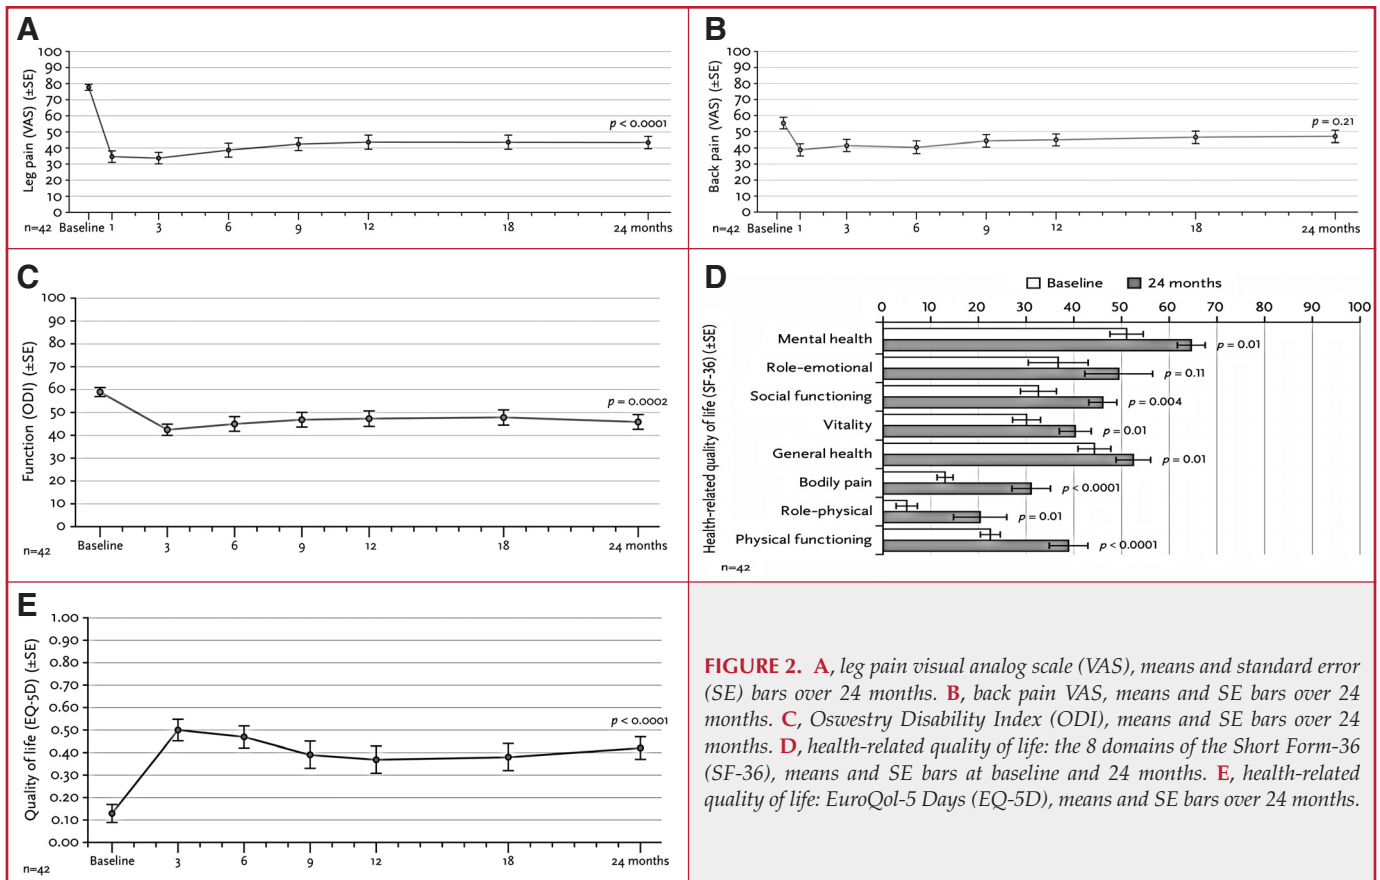 A
100
90
80
70
60
50
40
30
20
10
0
Leg pain (VAS) (±SE)
p < 0.0001
n=42 Baseline 1 3 6 9 12 18 24 months
B
100
90
80
70
60
50
40
30
20
10
0
Back pain (VAS) (±SE)
p = 0.21
n=42 Baseline 1 3 6 9 12 18 24 months
C
100
90
80
70
60
50
40
30
20
10
0
Function (ODI) (±SE)
p = 0.0002
Baseline 3 6 9 12 18 24 months
n=42
D
Baseline 24 months
0 10 20 30 40 50 60 70 80 90 100
Health-related quality of life (SF-36) (±SE)
Mental health p = 0.01
Role-emotional p = 0.11
Social functioning p = 0.004
Vitality p = 0.01
General health p = 0.01
Bodily pain p < 0.0001
Role-physical p = 0.01
Physical functioning p < 0.0001
n=42
E
1.00
0.90
0.80
0.70
0.60
0.50
0.40
0.30
0.20
0.10
0.00
Quality of life (EQ-5D) (±SE)
p < 0.0001
Baseline 3 6 9 12 18 24 months
n=42
FIGURE 2. A, leg pain visual analog scale (VAS), means and standard error
(SE) bars over 24 months. B, back pain VAS, means and SE bars over 24
months. C, Oswestry Disability Index (ODI), means and SE bars over 24
months. D, health-related quality of life: the 8 domains of the Short Form-36
(SF-36), means and SE bars at baseline and 24 months. E, health-related
quality of life: EuroQol-5 Days (EQ-5D), means and SE bars over 24 months.